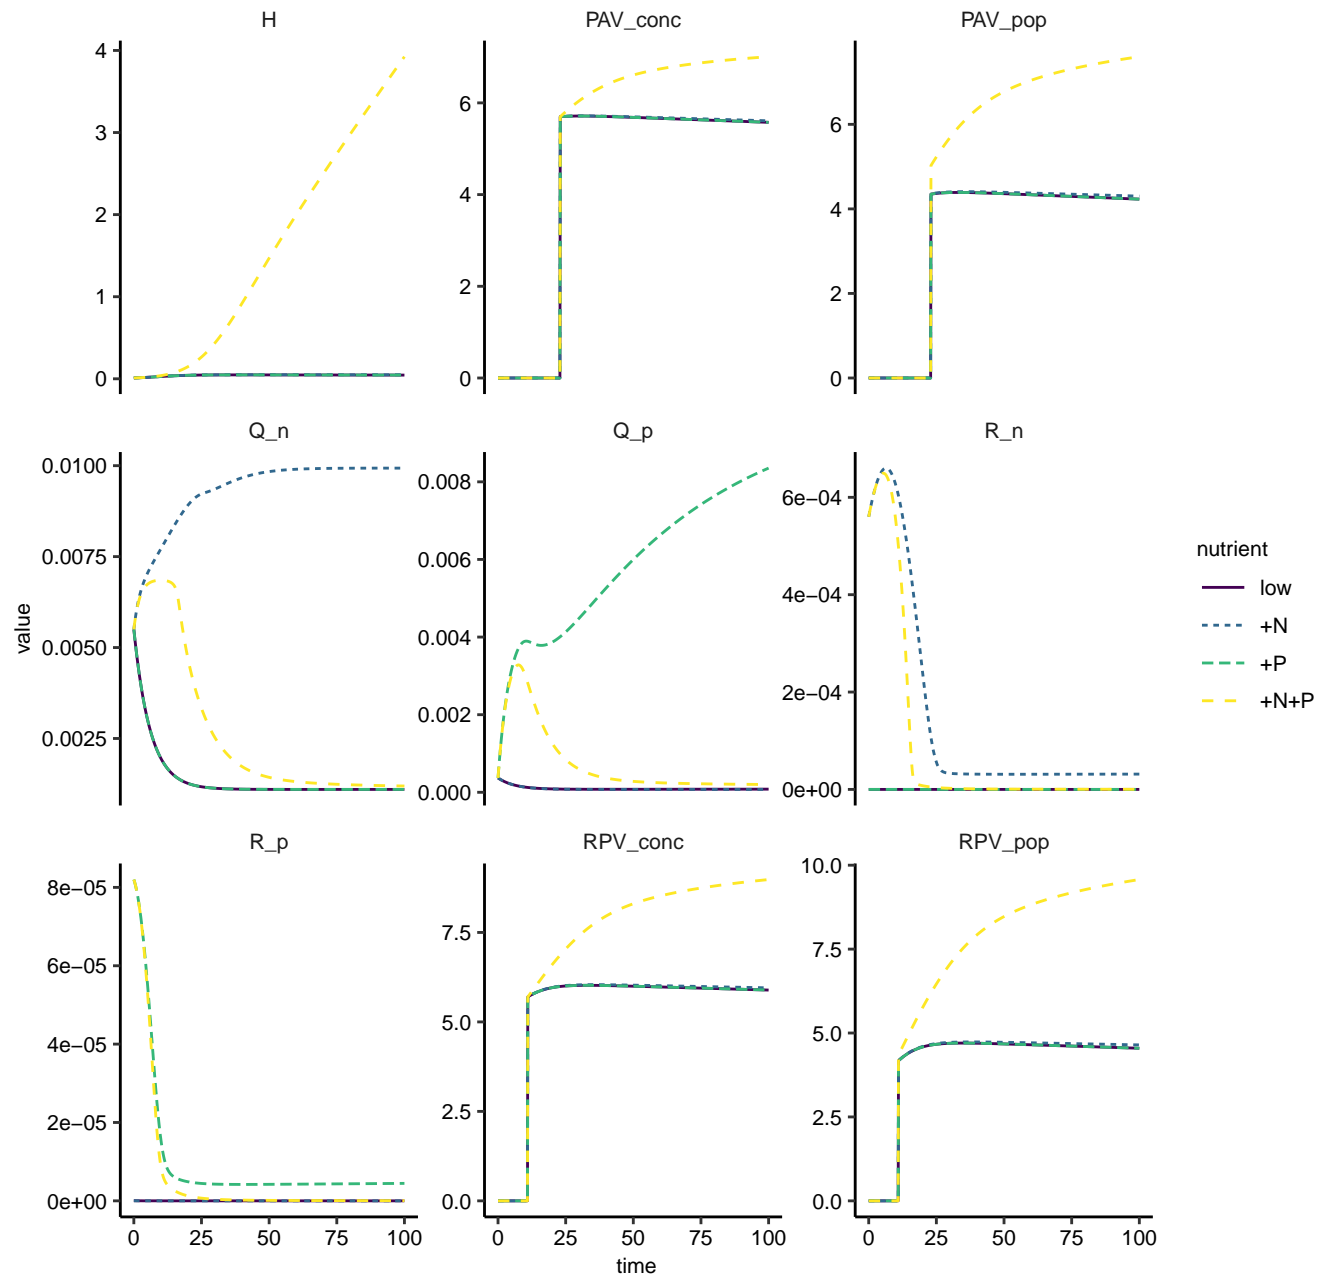 H
PAV_conc
PAV_pop
4
3
2
1
0
6
4
2
0
6
4
2
0
Q_n
Q_p
R_n
0.0100
0.0075
0.0050
0.0025
0.008
0.006
0.004
0.002
0.000
6e−04
4e−04
2e−04
0e+00
value
nutrient
low
+N
+P
+N+P
R_p
RPV_conc
RPV_pop
8e−05
6e−05
4e−05
2e−05
0e+00
7.5
5.0
2.5
0.0
10.0
7.5
5.0
2.5
0.0
0 25 50 75 100
0 25 50 75 100
0 25 50 75 100
time